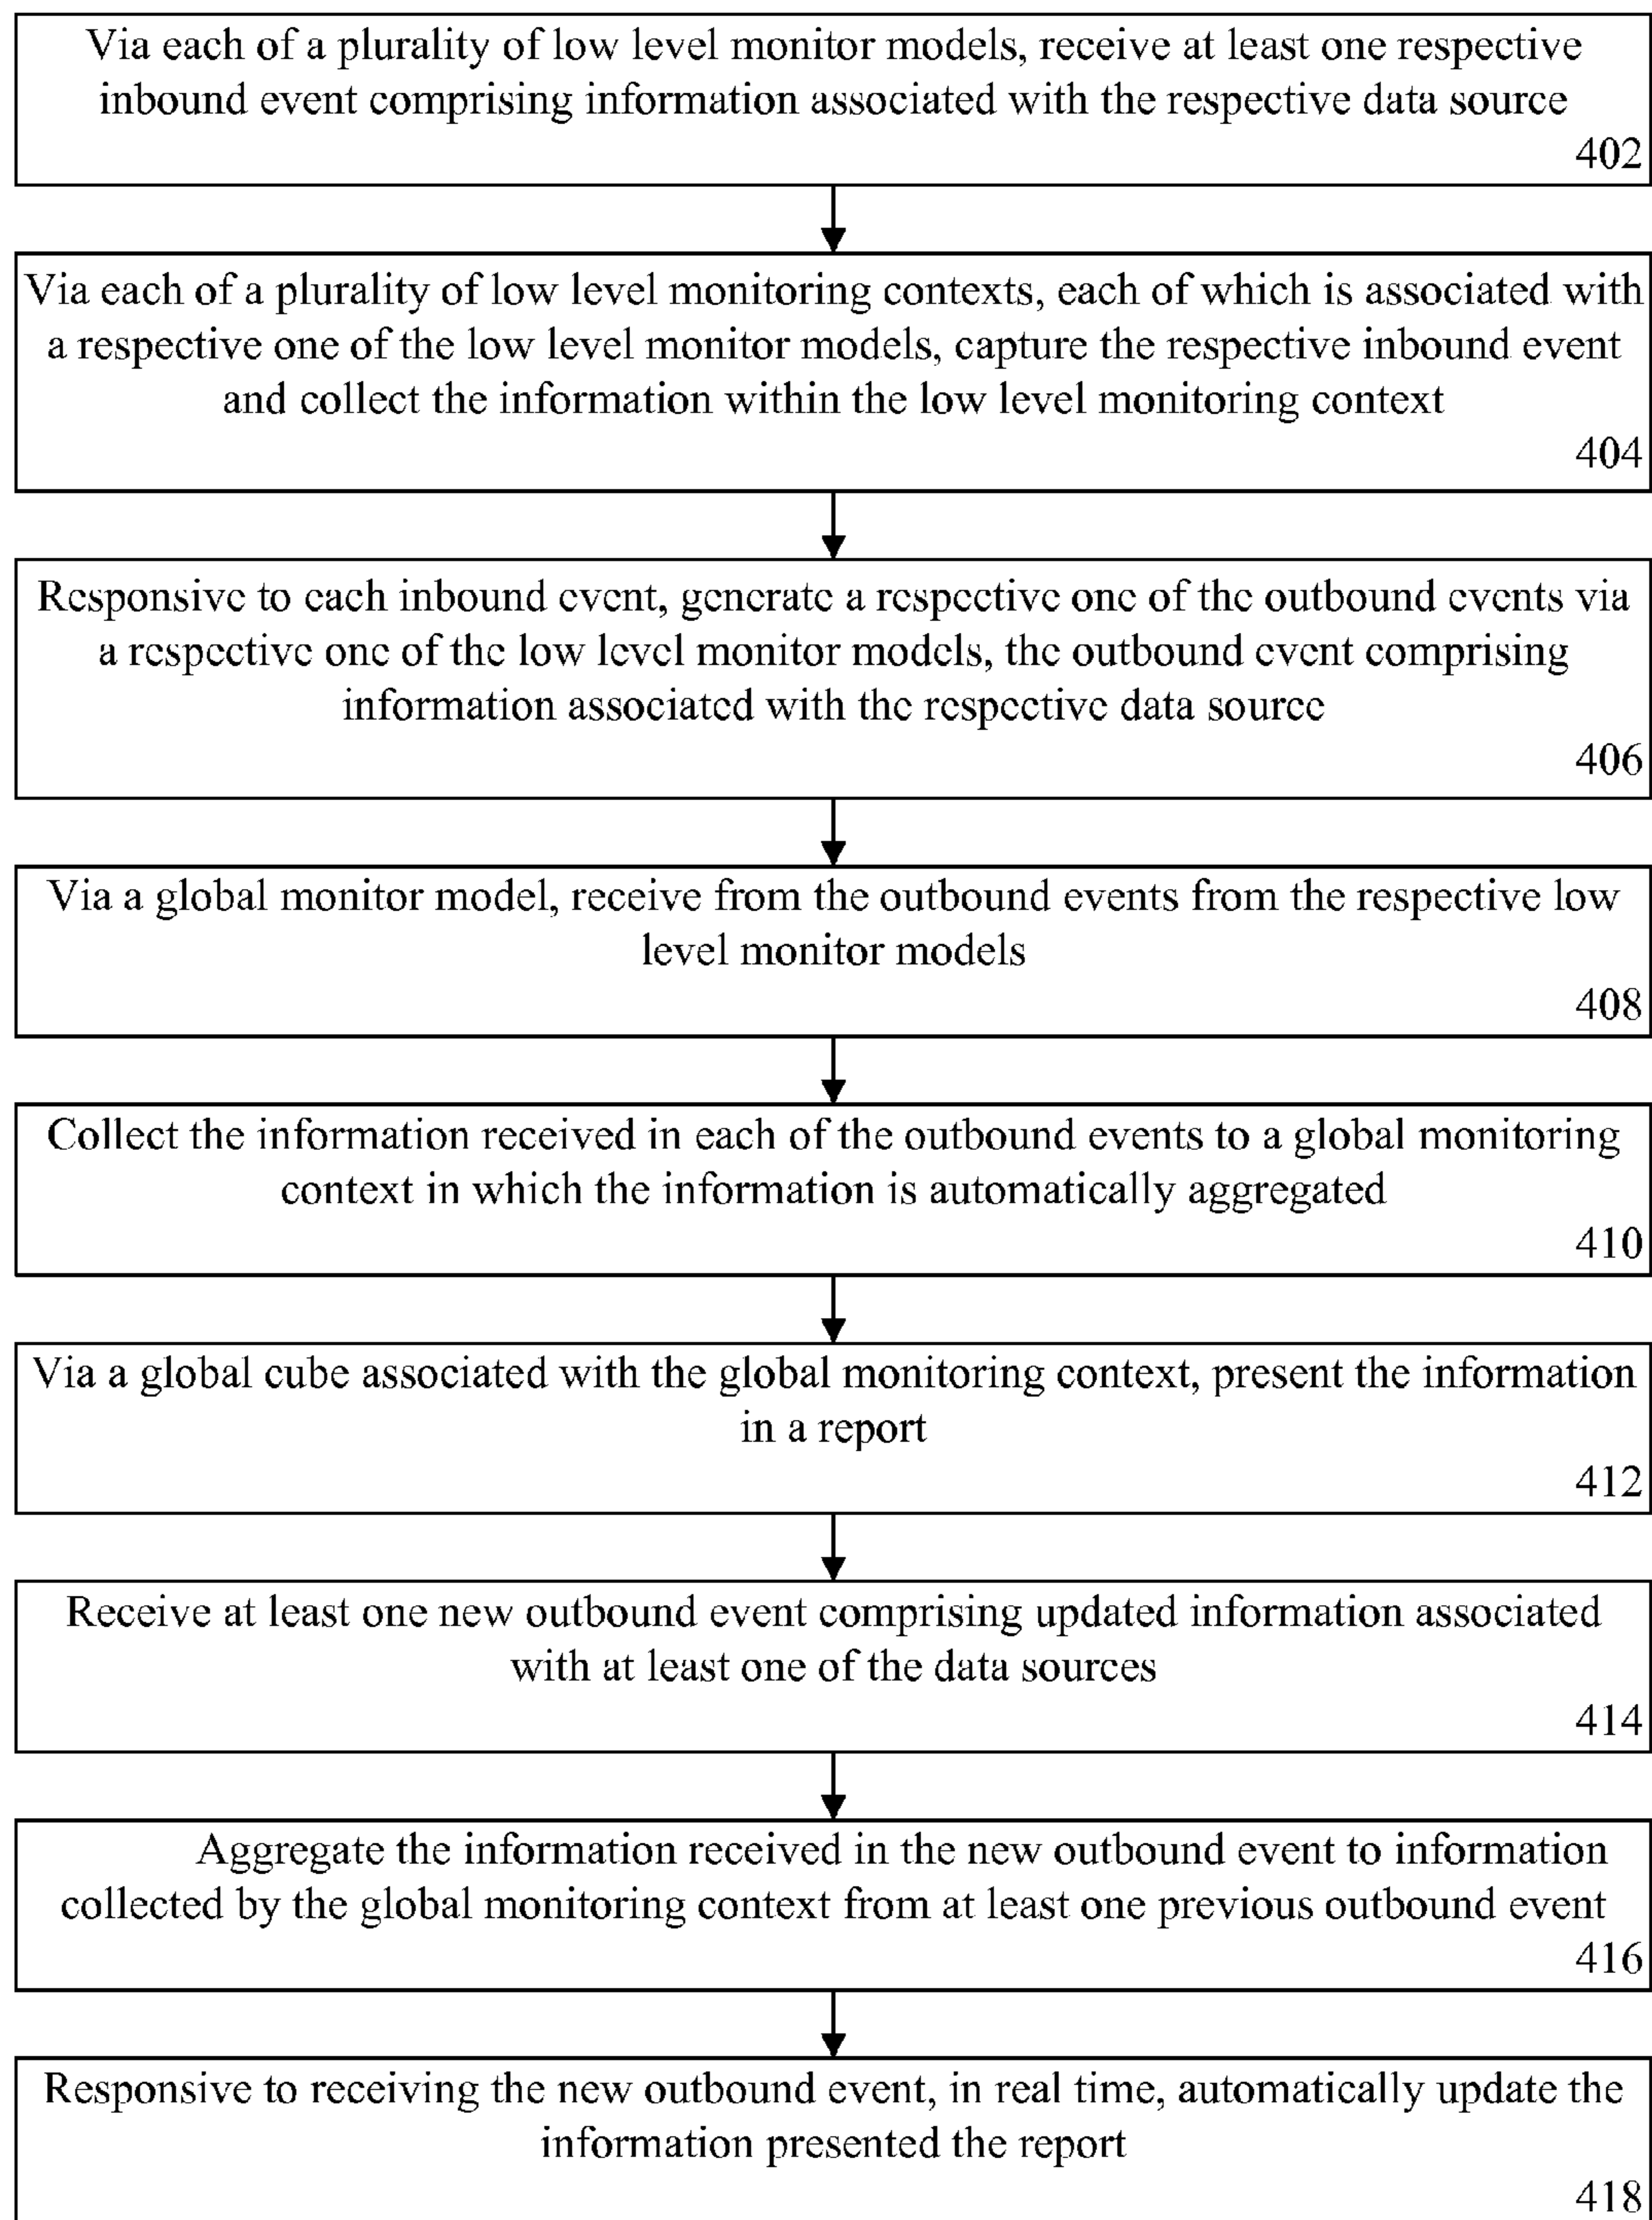 Via each of a plurality of low level monitor models, receive at least one respective
inbound event comprising information associated with the respective data source
402
Via each of a plurality of low level monitoring contexts, each of which is associated with
a respective one of the low level monitor models, capture the respective inbound event
and collect the information within the low level monitoring context
404
Responsive to each inbound event, generate a respective one of the outbound events via
a respective one of the low level monitor models, the outbound event comprising
information associated with the respective data source
406
Via a global monitor model, receive from the outbound events from the respective low
level monitor models
408
Collect the information received in each of the outbound events to a global monitoring
context in which the information is automatically aggregated
410
Via a global cube associated with the global monitoring context, present the information
in a report
412
Receive at least one new outbound event comprising updated information associated
with at least one of the data sources
414
Aggregate the information received in the new outbound event to information
collected by the global monitoring context from at least one previous outbound event
416
Responsive to receiving the new outbound event, in real time, automatically update the
information presented the report
418